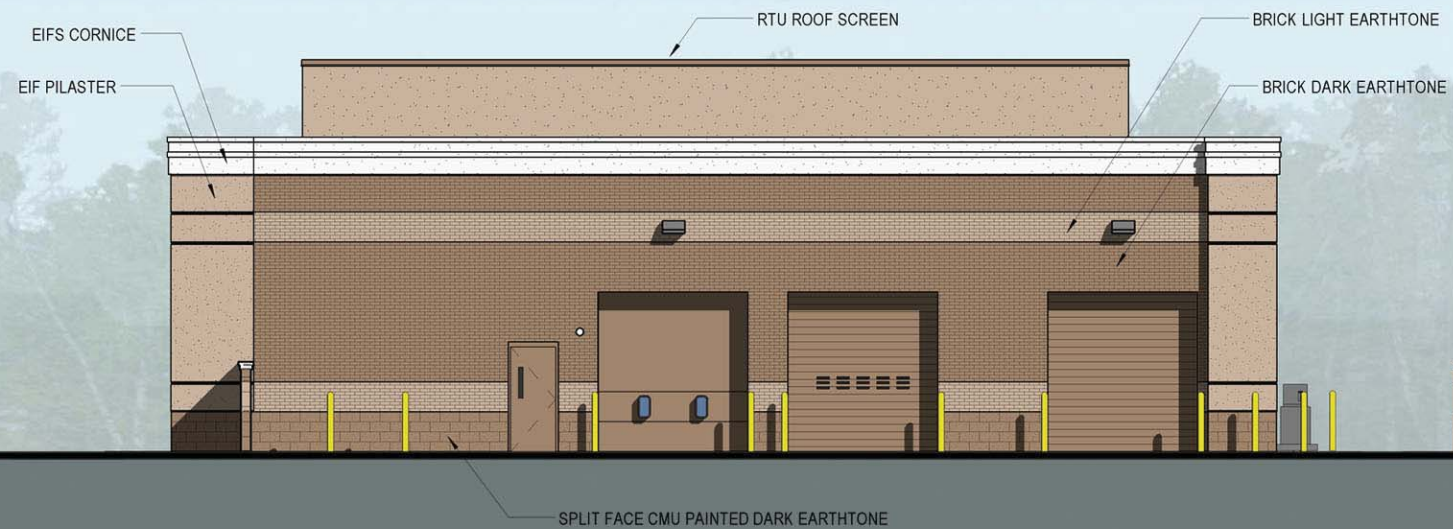 RTU ROOF SCREEN
BRICK LIGHT EARTHTONE
EIFS CORNICE
EIF PILASTER
BRICK DARK EARTHTONE
SPLIT FACE CMU PAINTED DARK EARTHTONE